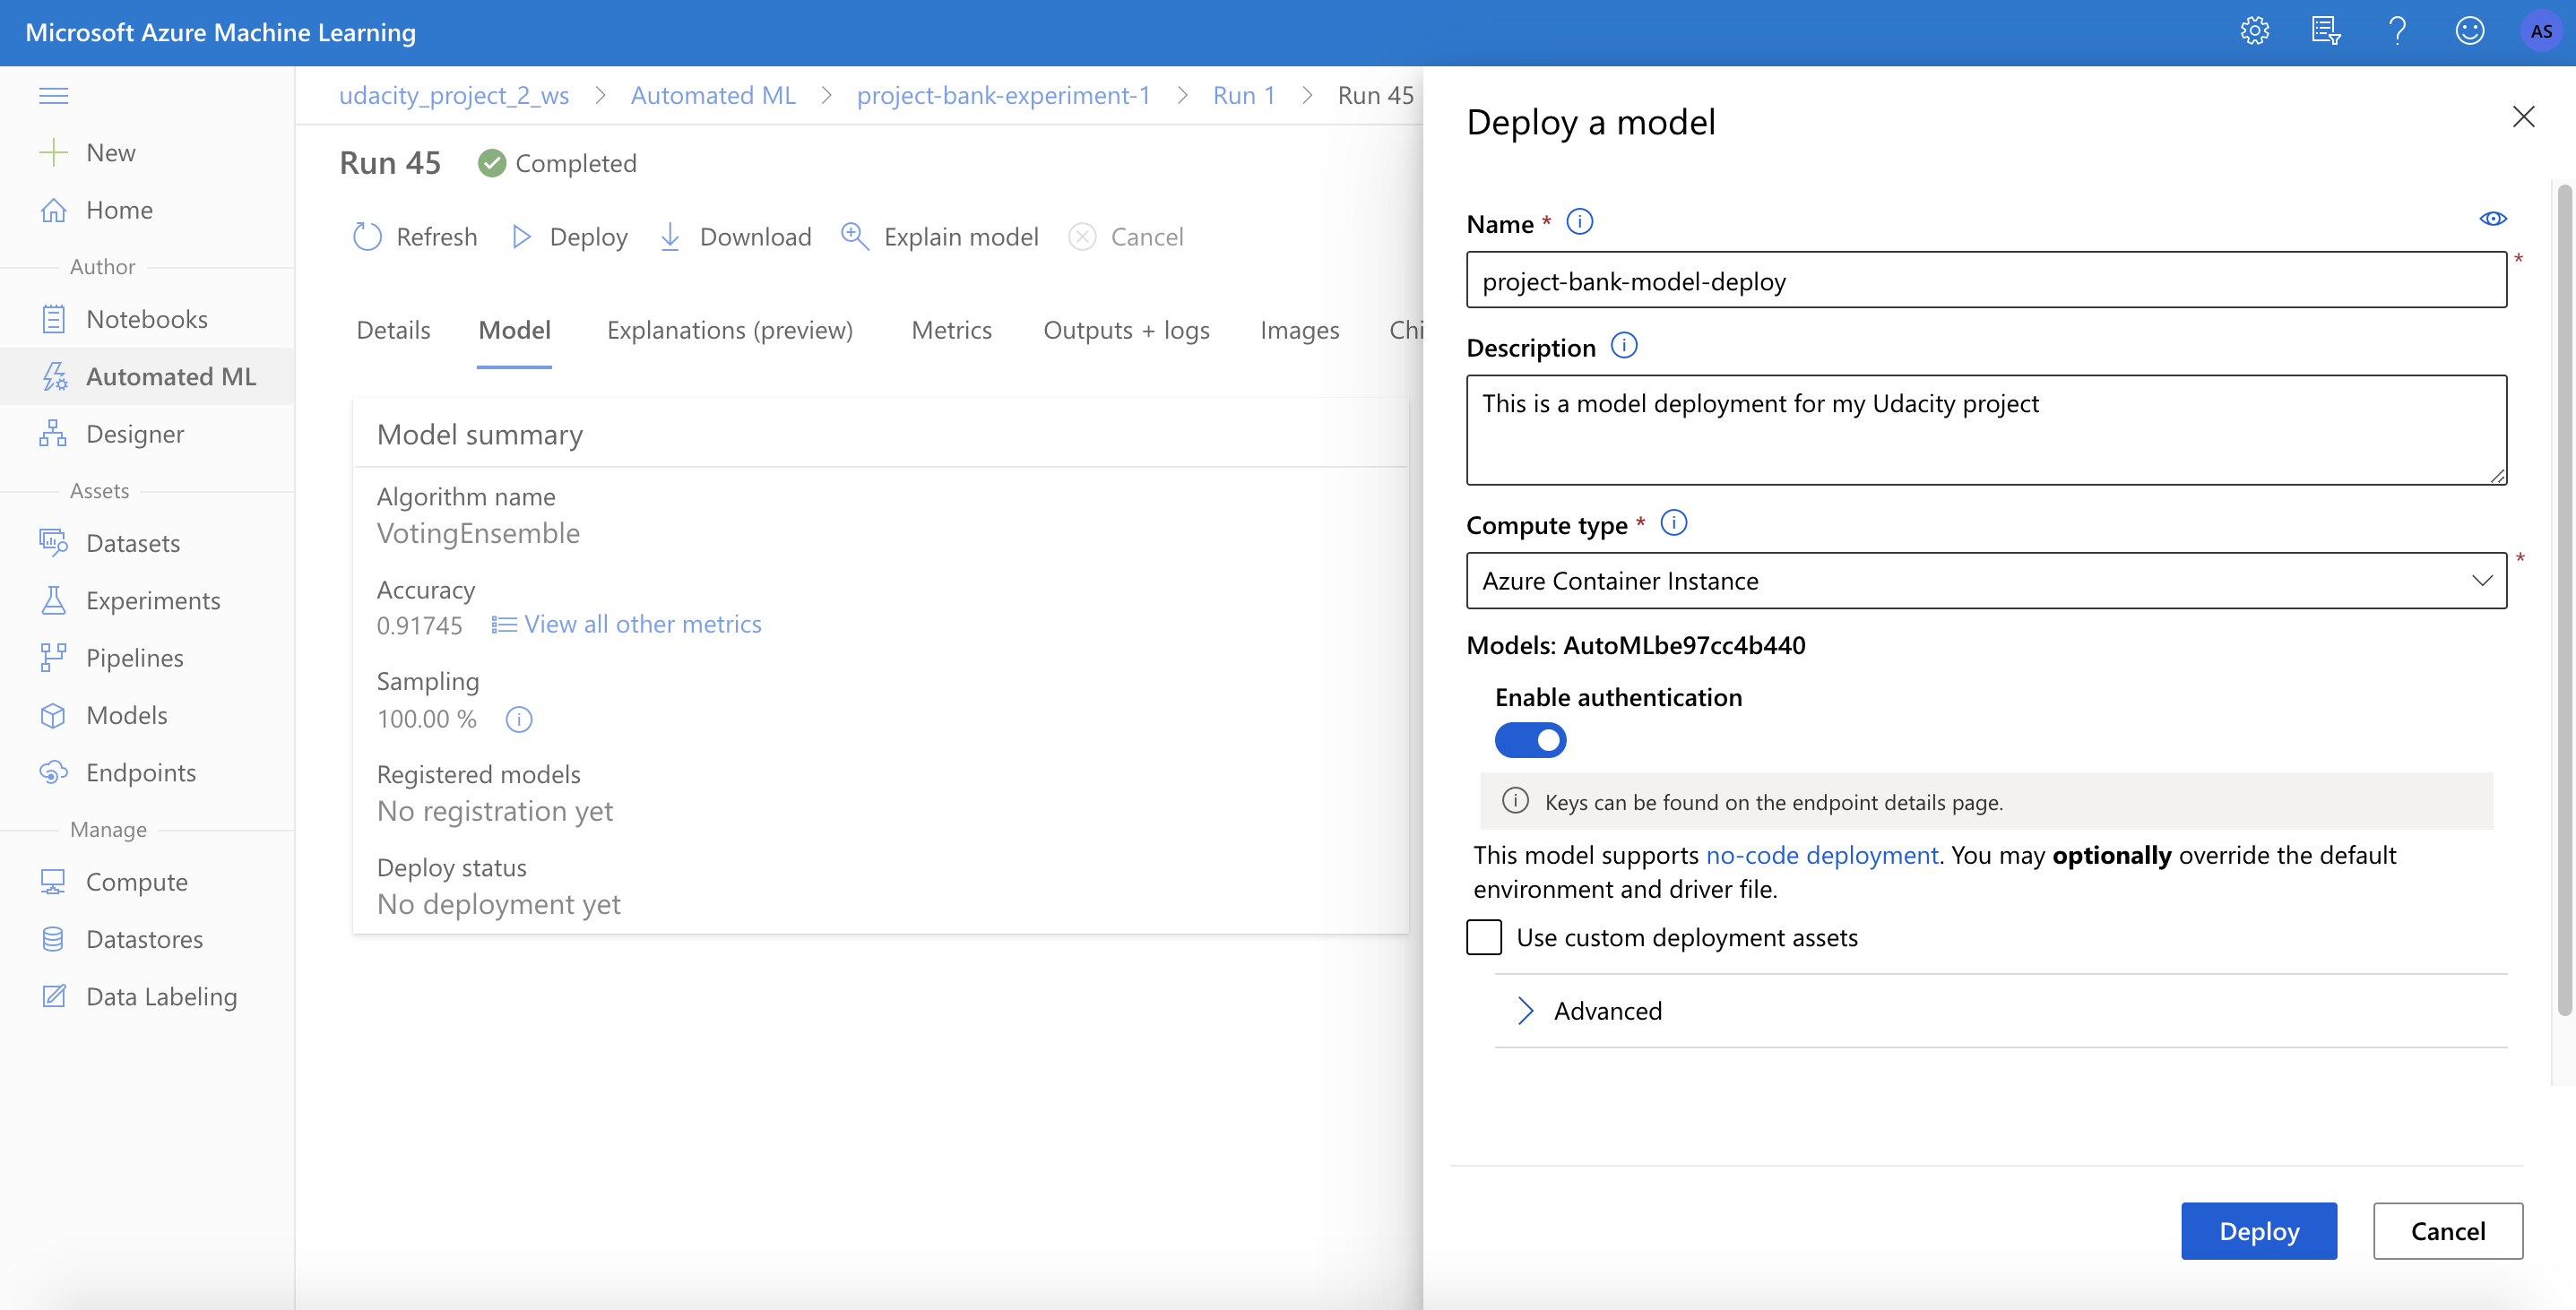 Microsoft Azure Machine Learning
AS
New
Home
Author
Notebooks
Automated ML
Designer
Assets
Datasets
Experiments
Pipelines
Models
Endpoints
Manage
Compute
Datastores
Data Labeling
udacity_project_2_ws > Automated ML > project-bank-experiment-1 > Run 1 > Run 45
Run 45 Completed
Refresh Deploy Download Explain model Cancel
Details Model Explanations (preview) Metrics Outputs + logs Images Chi
Model summary
Algorithm name
VotingEnsemble
Accuracy
0.91745 View all other metrics
Sampling
100.00 %
Registered models
No registration yet
Deploy status
No deployment yet
Deploy a model
Name *
project-bank-model-deploy *
Description
This is a model deployment for my Udacity project
Compute type *
Azure Container Instance *
Models: AutoMLbe97cc4b440
Enable authentication
Keys can be found on the endpoint details page.
This model supports no-code deployment. You may optionally override the default
environment and driver file.
Use custom deployment assets
Advanced
Deploy Cancel